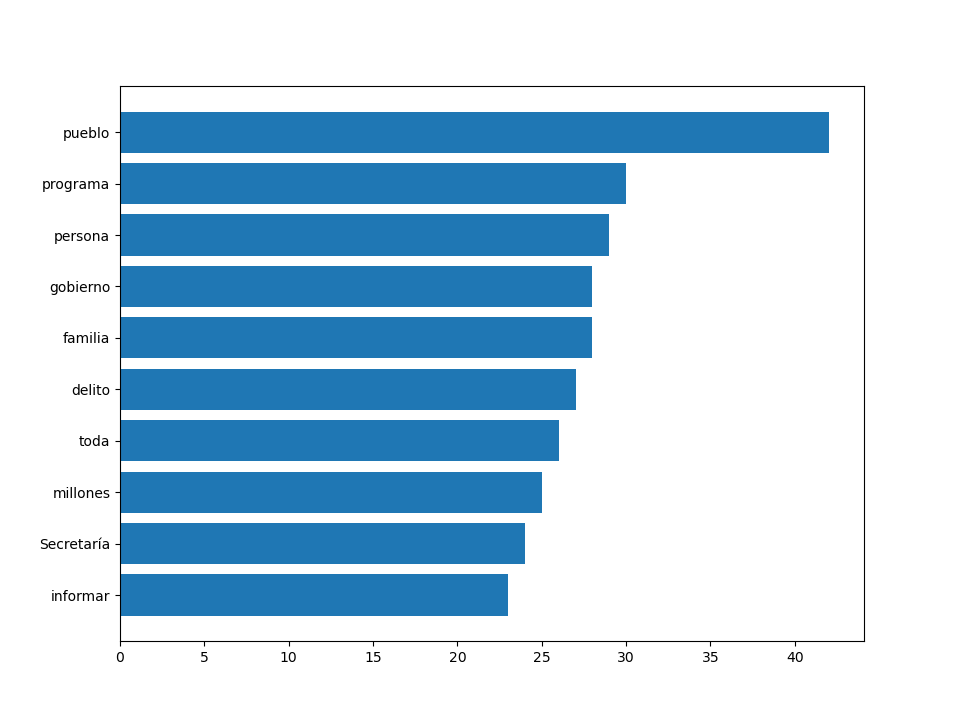 pueblo
programa
persona
gobierno
familia
delito
toda
millones
Secretaría
informar
0 5 10 15 20 25 30 35 40